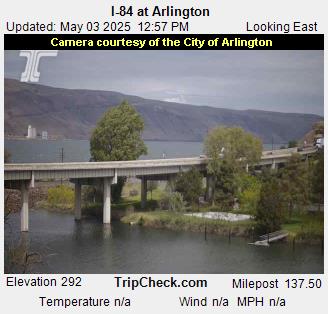 I-84 at Arlington
Updated: May 03 2025 12:57 PM Looking East
Camera courtesy of the City of Arlington
Elevation 292 TripCheck.com Milepost 137.50
Temperature n/a Wind n/a MPH n/a